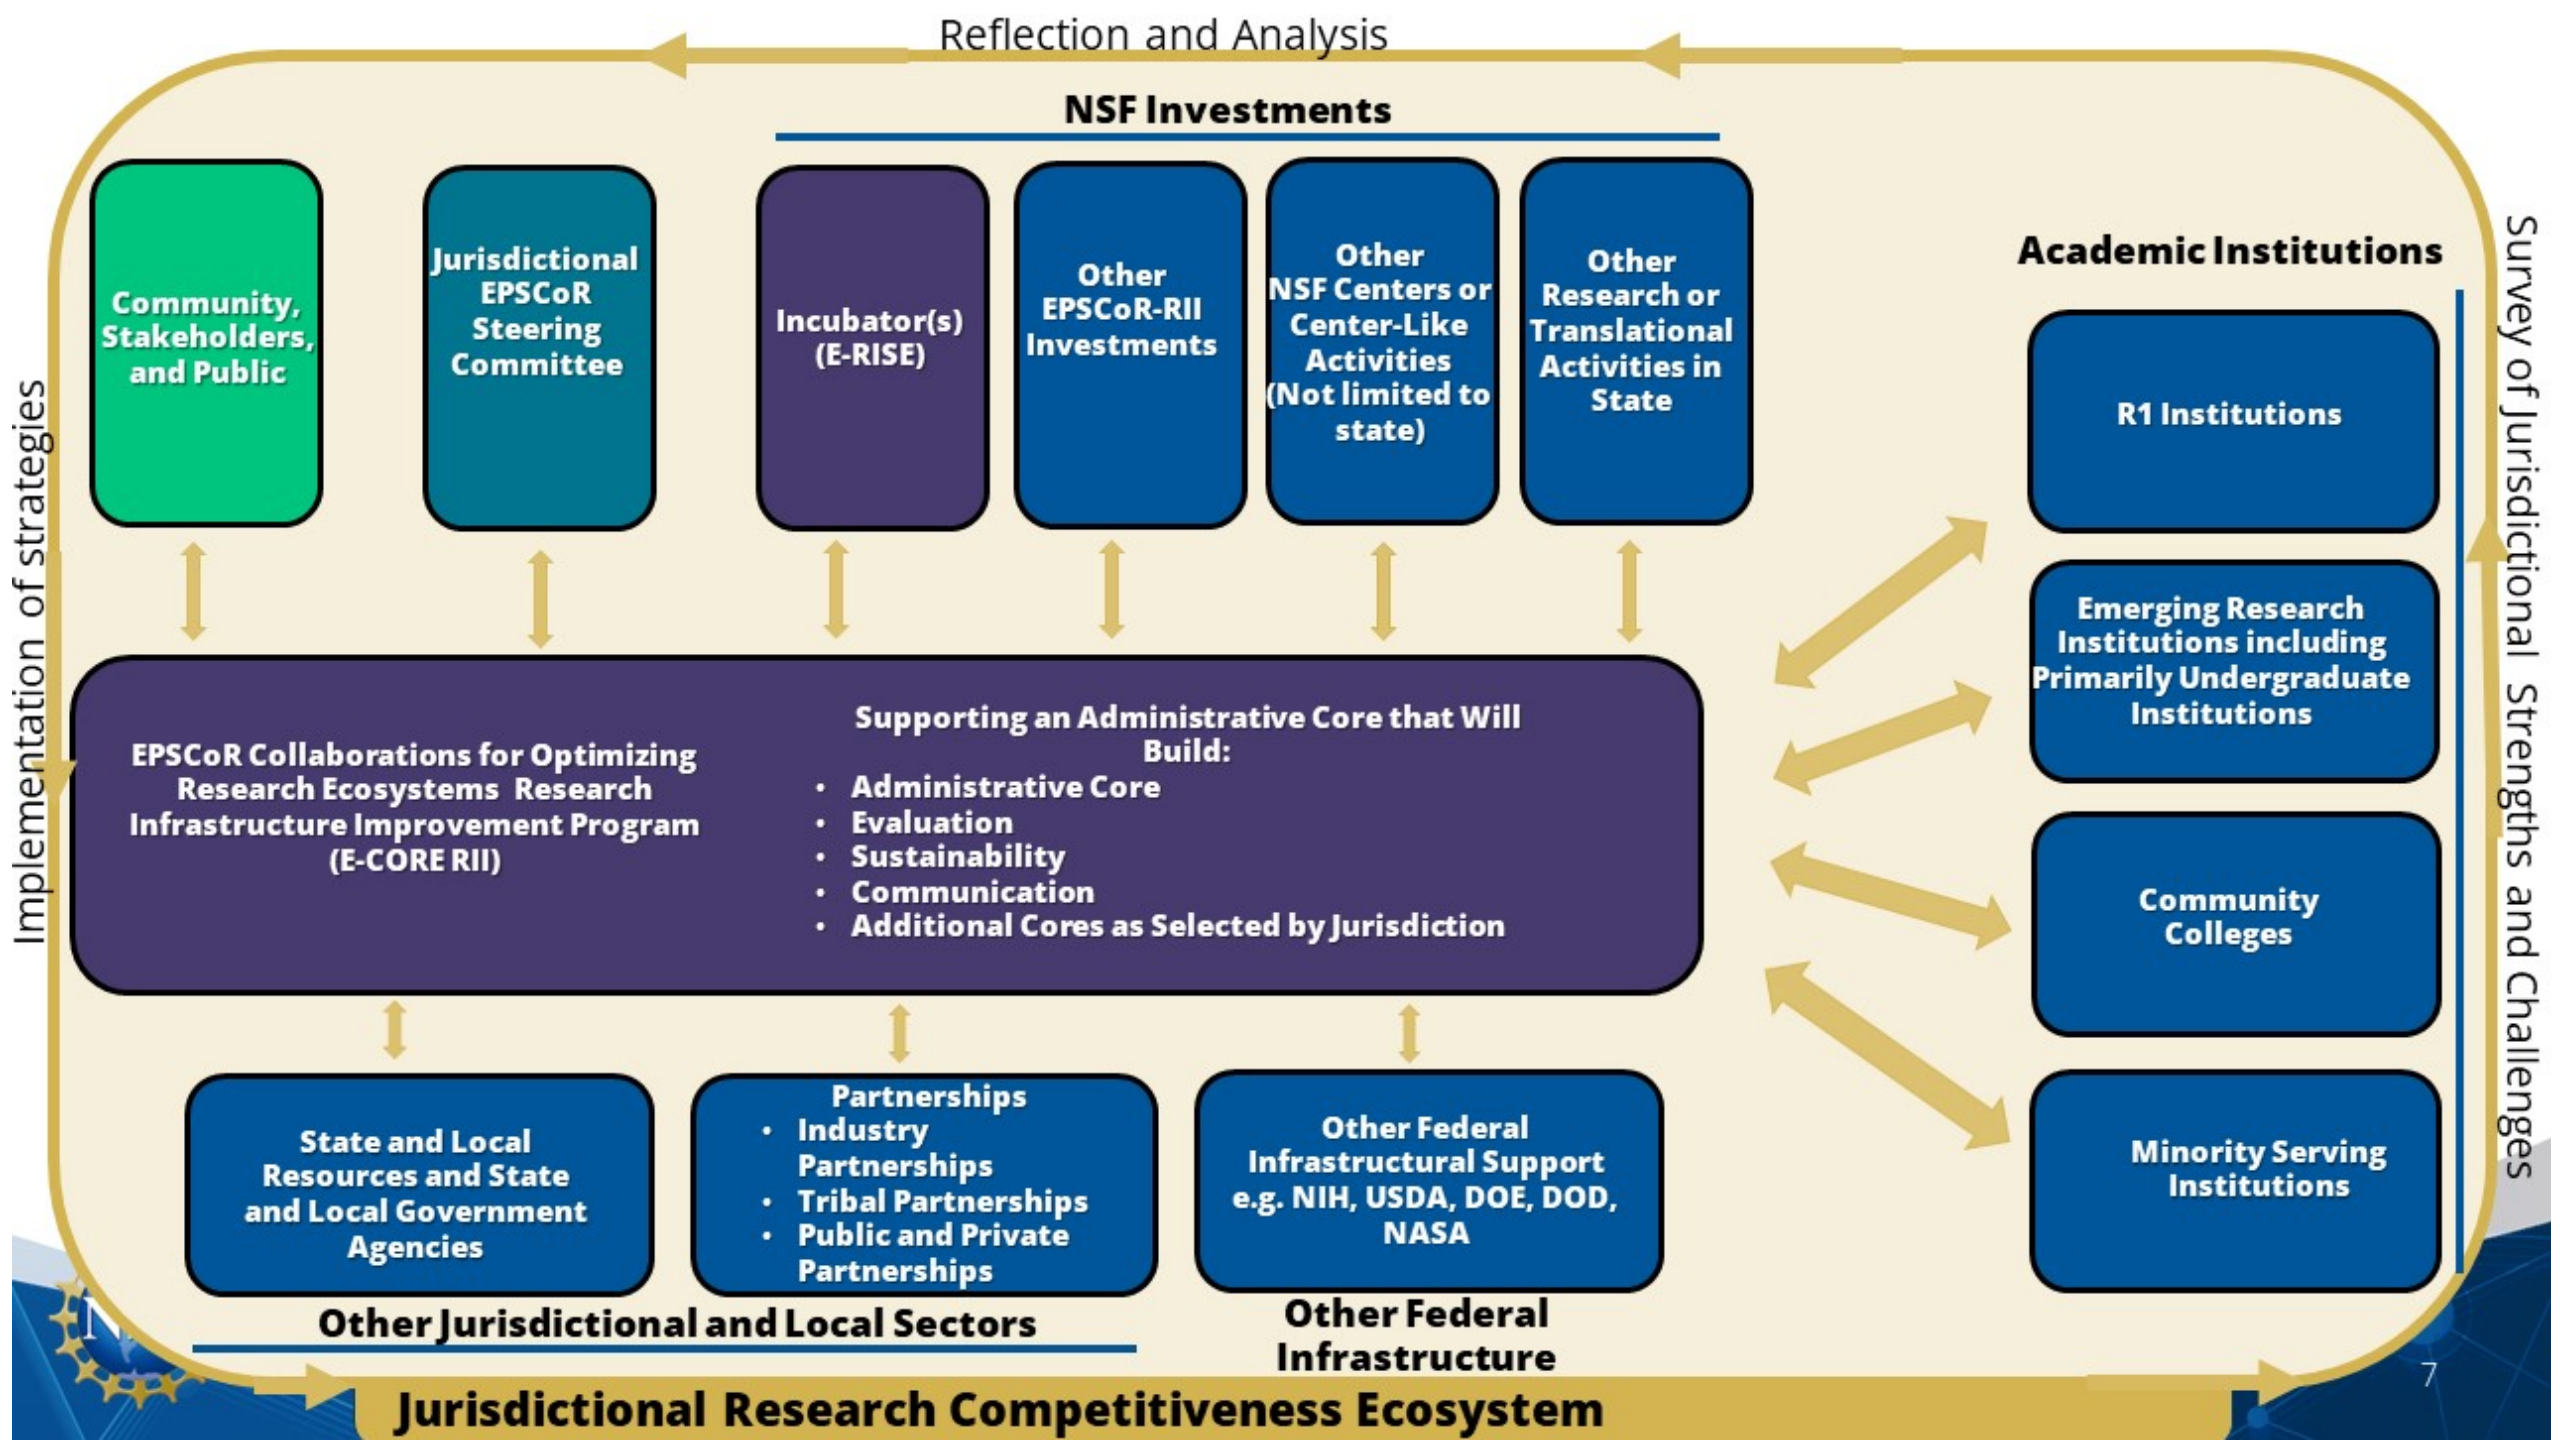 Reflection and Analysis
NSF Investments
Community,
Stakeholders,
and Public
Jurisdictional
EPSCoR
Steering
Committee
Incubator(s)
(E-RISE)
Other
EPSCoR-RII
Investments
Other
NSF Centers or
Center-Like
Activities
(Not limited to
state)
Other
Research or
Translational
Activities in
State
Academic Institutions
R1 Institutions
Emerging Research
Institutions including
Primarily Undergraduate
Institutions
Community
Colleges
Minority Serving
Institutions
Survey of Jurisdictional Strengths and Challenges
Implementation of strategies
EPSCoR Collaborations for Optimizing
Research Ecosystems Research
Infrastructure Improvement Program
(E-CORE RII)
Supporting an Administrative Core that Will
Build:
• Administrative Core
• Evaluation
• Sustainability
• Communication
• Additional Cores as Selected by Jurisdiction
State and Local
Resources and State
and Local Government
Agencies
Partnerships
• Industry
Partnerships
• Tribal Partnerships
• Public and Private
Partnerships
Other Federal
Infrastructural Support
e.g. NIH, USDA, DOE, DOD,
NASA
Other Jurisdictional and Local Sectors
Other Federal
Infrastructure
Jurisdictional Research Competitiveness Ecosystem
7